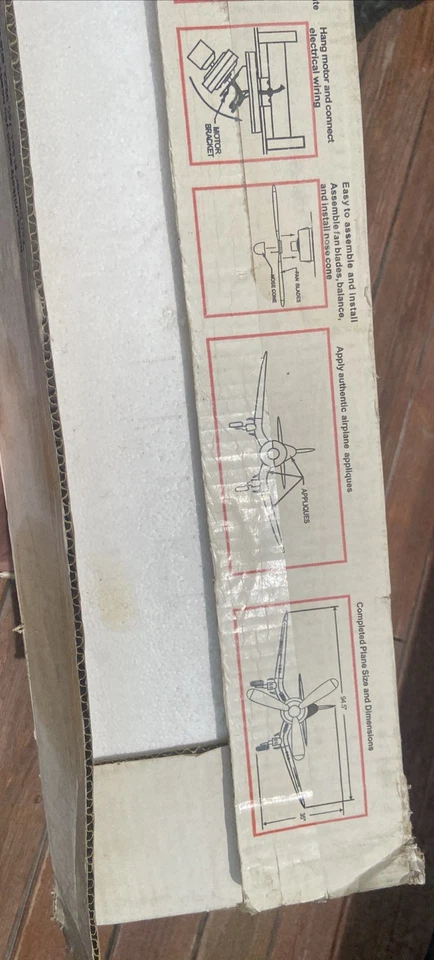 te
Hang motor and connect
electrical wiring
MOTOR
BRACKET
Easy to assemble and install
Assemble fan blades, balance,
and install nose cone
FAN BLADES
NOSE CONE
Apply authentic airplane appliques
APPLIQUES
Completed Plane Size and Dimensions
94.5"
30"